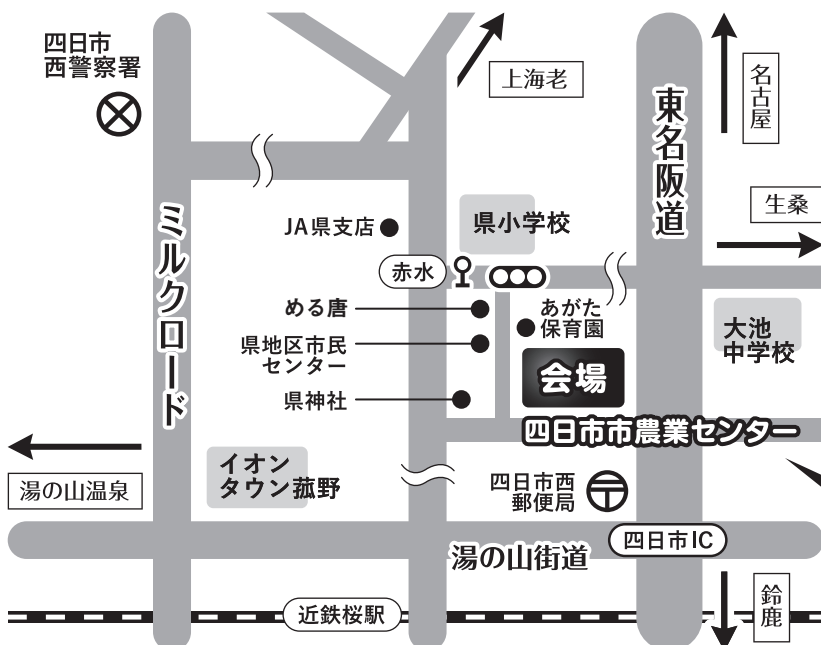 四日市
西警察署
上海老
名古屋
東名阪道
生桑
ミルクロード
JA県支店
県小学校
赤水
める唐
あがた
保育園
県地区市民
センター
大池
中学校
会場
県神社
四日市市農業センター
湯の山温泉
イオン
タウン菰野
四日市西
郵便局
湯の山街道
四日市IC
近鉄桜駅
鈴鹿